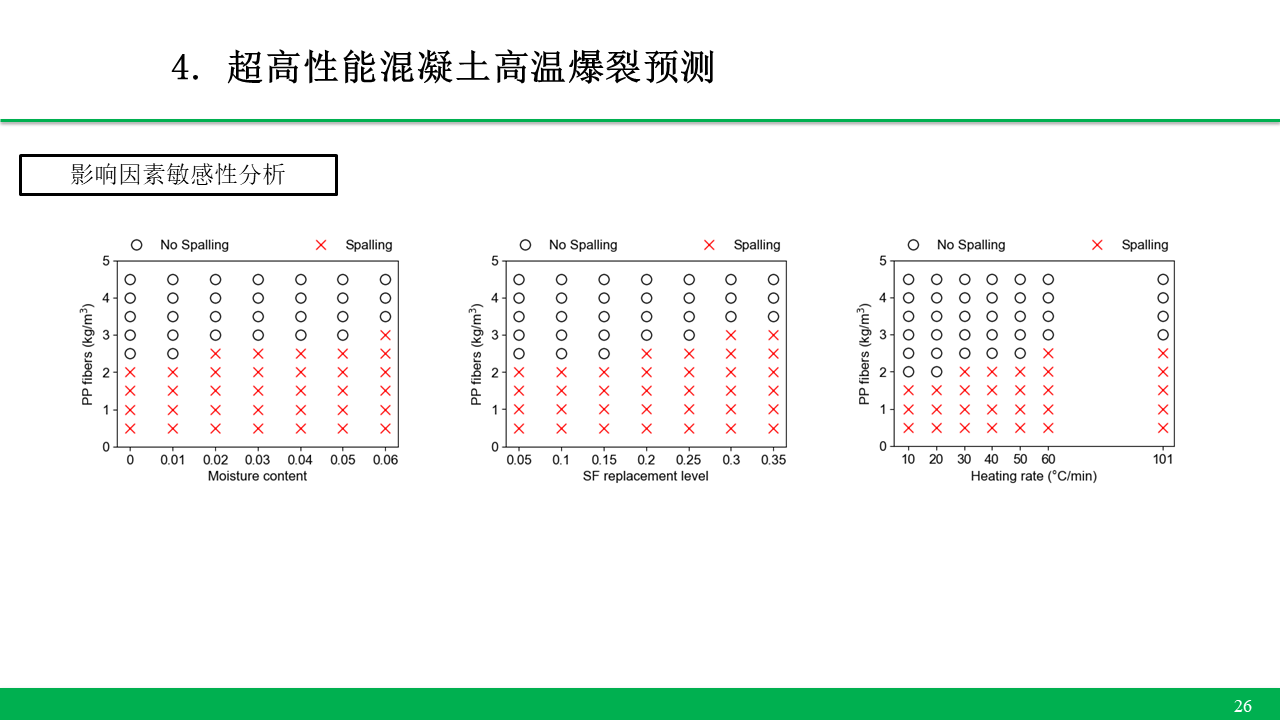 4. 超高性能混凝土高温爆裂预测
影响因素敏感性分析
No Spalling Spalling
5
4
3
2
1
0
PP fibers (kg/m³)
0 0.01 0.02 0.03 0.04 0.05 0.06
Moisture content
No Spalling Spalling
5
4
3
2
1
0
PP fibers (kg/m³)
0.05 0.1 0.15 0.2 0.25 0.3 0.35
SF replacement level
No Spalling Spalling
5
4
3
2
1
0
PP fibers (kg/m³)
10 20 30 40 50 60 101
Heating rate (°C/min)
26